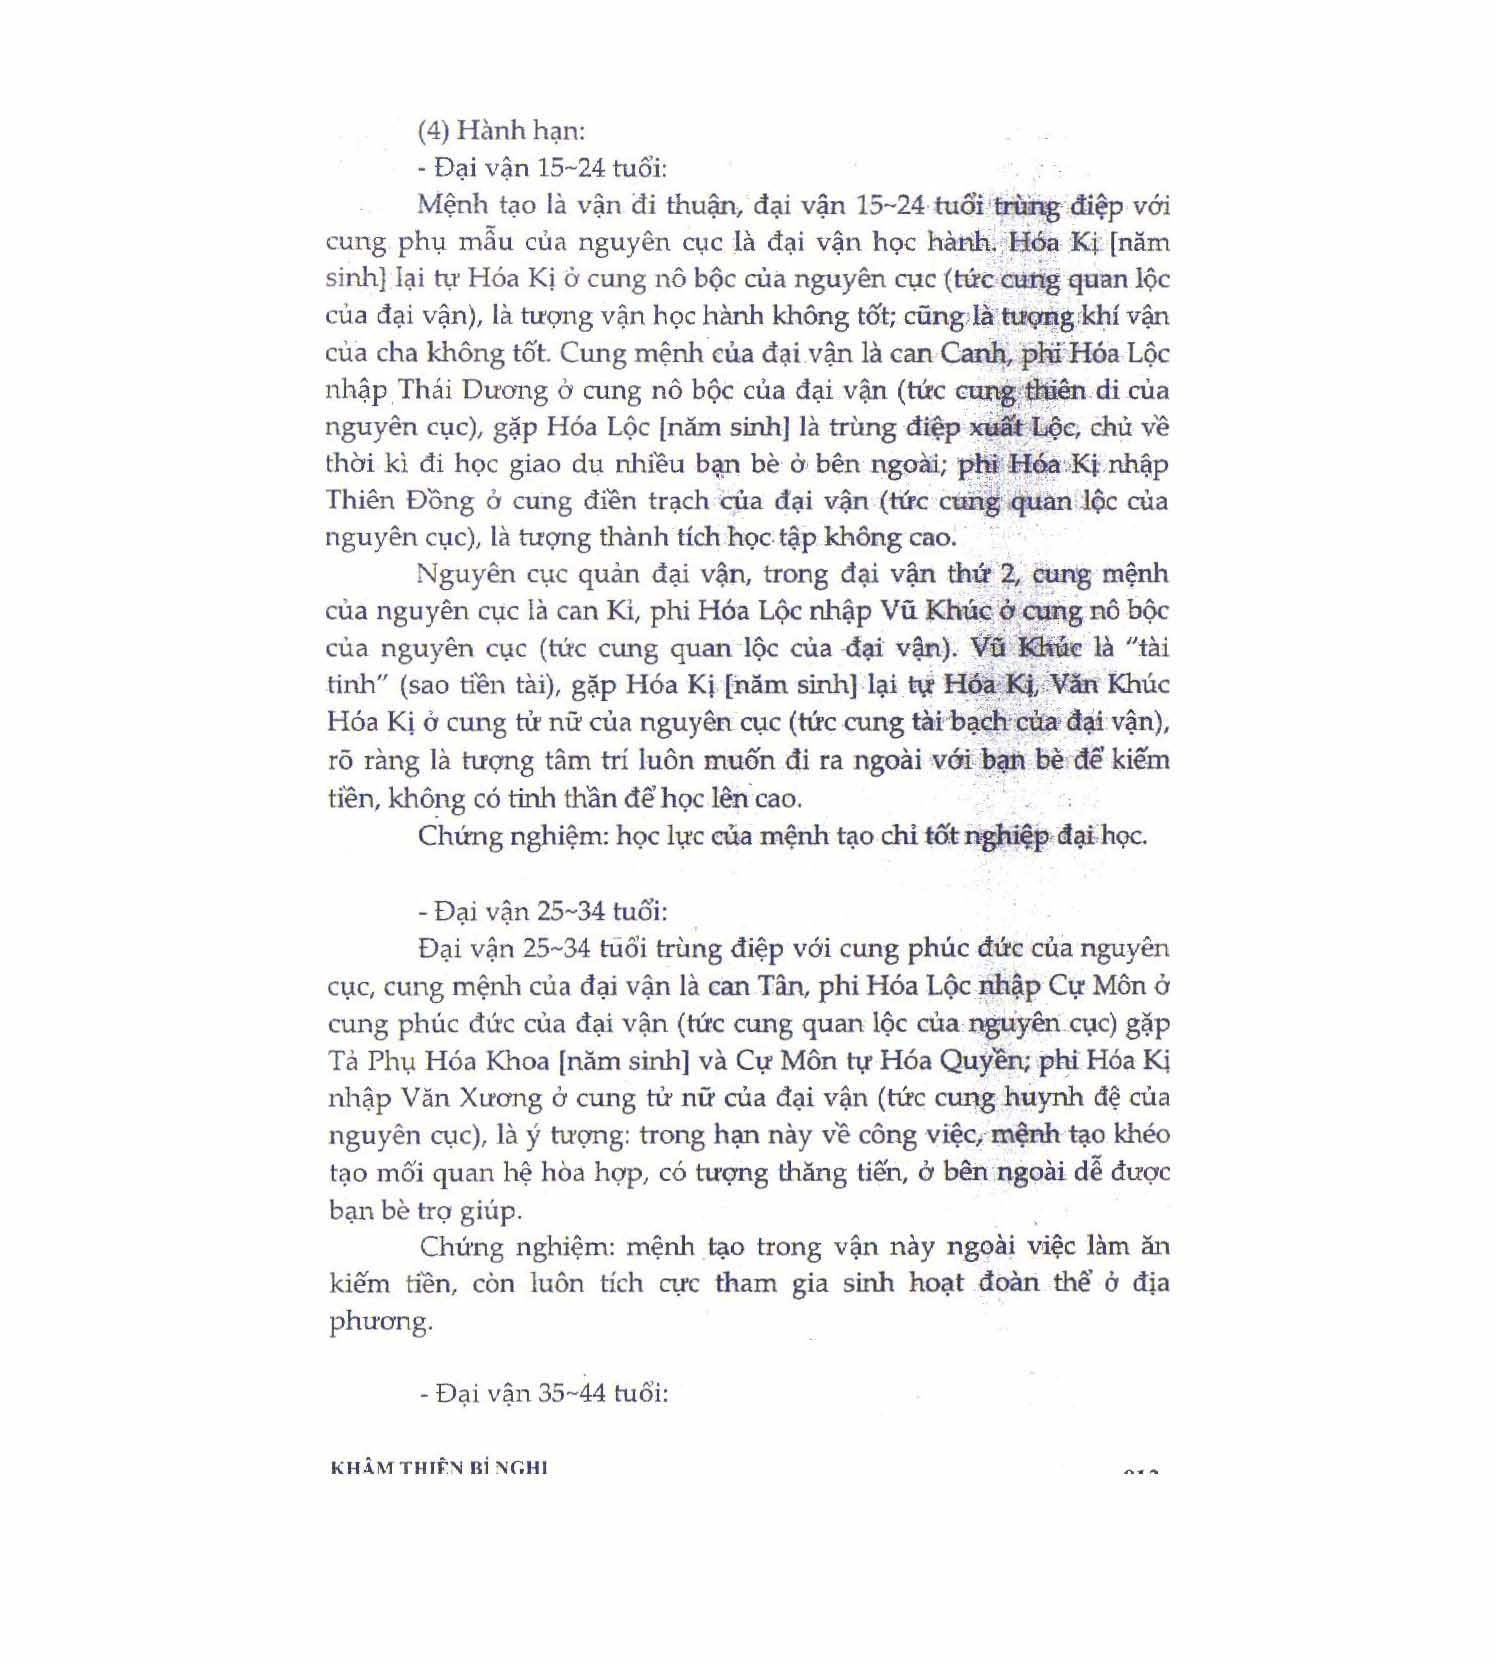 (4) Hành hạn:
- Đại vận 15~24 tuổi:
Mệnh tạo là vận đi thuận, đại vận 15~24 tuổi trùng điệp với
cung phụ mẫu của nguyên cục là đại vận học hành. Hóa Kị [năm
sinh] lại tự Hóa Kị ở cung nô bộc của nguyên cục (tức cung quan lộc
của đại vận), là tượng vận học hành không tốt; cũng là tượng khí vận
của cha không tốt. Cung mệnh của đại vận là can Canh, phi Hóa Lộc
nhập Thái Dương ở cung nô bộc của đại vận (tức cung thiên di của
nguyên cục), gặp Hóa Lộc [năm sinh] là trùng điệp xuất Lộc, chủ về
thời kì đi học giao du nhiều bạn bè ở bên ngoài; phi Hóa Kị nhập
Thiên Đồng ở cung điền trạch của đại vận (tức cung quan lộc của
nguyên cục), là tượng thành tích học tập không cao.
Nguyên cục quản đại vận, trong đại vận thứ 2, cung mệnh
của nguyên cục là can Kỉ, phi Hóa Lộc nhập Vũ Khúc ở cung nô bộc
của nguyên cục (tức cung quan lộc của đại vận). Vũ Khúc là "tài
tinh" (sao tiền tài), gặp Hóa Kị [năm sinh] lại tự Hóa Kị, Văn Khúc
Hóa Kị ở cung tử nữ của nguyên cục (tức cung tài bạch của đại vận),
rõ ràng là tượng tâm trí luôn muốn đi ra ngoài với bạn bè để kiếm
tiền, không có tinh thần để học lên cao.
Chứng nghiệm: học lực của mệnh tạo chỉ tốt nghiệp đại học.
- Đại vận 25~34 tuổi:
Đại vận 25~34 tuổi trùng điệp với cung phúc đức của nguyên
cục, cung mệnh của đại vận là can Tân, phi Hóa Lộc nhập Cự Môn ở
cung phúc đức của đại vận (tức cung quan lộc của nguyên cục) gặp
Tả Phụ Hóa Khoa [năm sinh] và Cự Môn tự Hóa Quyền; phi Hóa Kị
nhập Văn Xương ở cung tử nữ của đại vận (tức cung huynh đệ của
nguyên cục), là ý tượng: trong hạn này về công việc, mệnh tạo khéo
tạo mối quan hệ hòa hợp, có tượng thăng tiến, ở bên ngoài dễ được
bạn bè trợ giúp.
Chứng nghiệm: mệnh tạo trong vận này ngoài việc làm ăn
kiếm tiền, còn luôn tích cực tham gia sinh hoạt đoàn thể ở địa
phương.
- Đại vận 35~44 tuổi:
KHÂM THIÊN BÍ NGHI